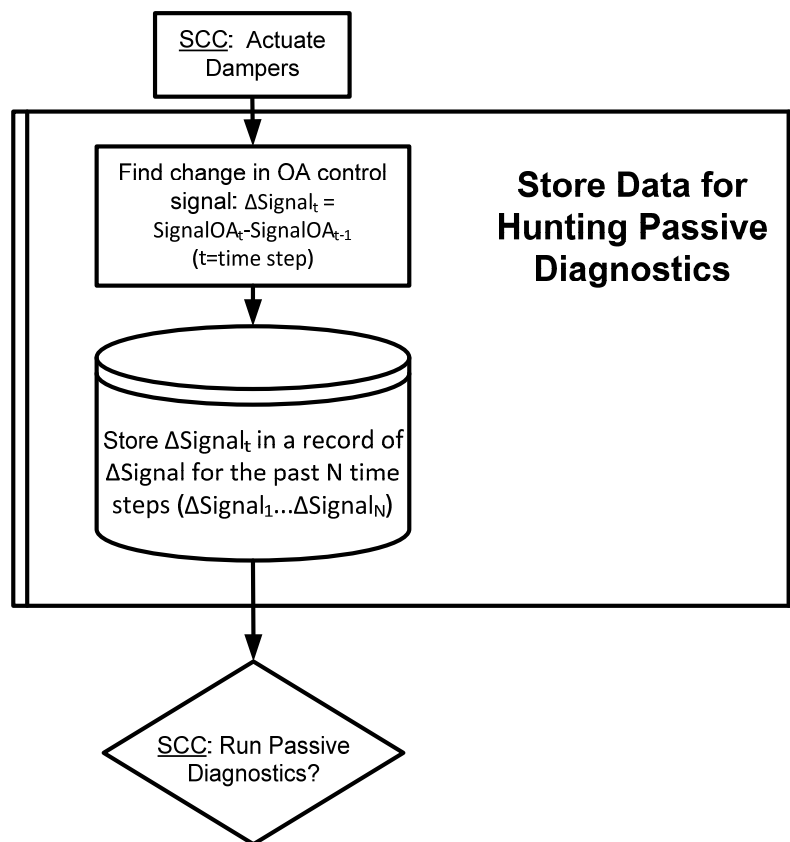 SCC: Actuate
Dampers
Find change in OA control
signal: ΔSignalₜ =
SignalOAₜ-SignalOAₜ₋₁
(t=time step)
Store Data for
Hunting Passive
Diagnostics
Store ΔSignalₜ in a record of
ΔSignal for the past N time
steps (ΔSignal₁...ΔSignalN)
SCC: Run Passive
Diagnostics?